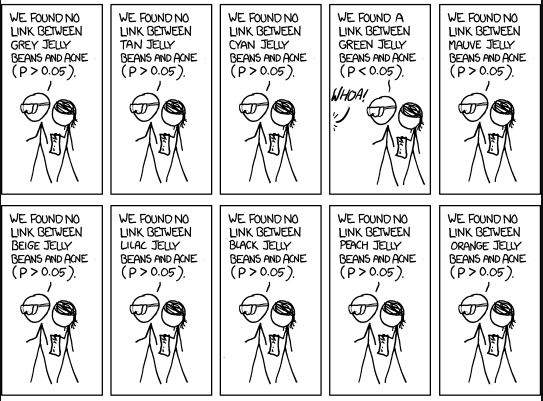 WE FOUND NO
LINK BETWEEN
GREY JELLY
BEANS AND ACNE
(P > 0.05).
WE FOUND NO
LINK BETWEEN
TAN JELLY
BEANS AND ACNE
(P > 0.05).
WE FOUND NO
LINK BETWEEN
CYAN JELLY
BEANS AND ACNE
(P > 0.05).
WE FOUND A
LINK BETWEEN
GREEN JELLY
BEANS AND ACNE
(P < 0.05).
WHOA!
WE FOUND NO
LINK BETWEEN
MAUVE JELLY
BEANS AND ACNE
(P > 0.05).
WE FOUND NO
LINK BETWEEN
BEIGE JELLY
BEANS AND ACNE
(P > 0.05).
WE FOUND NO
LINK BETWEEN
LILAC JELLY
BEANS AND ACNE
(P > 0.05).
WE FOUND NO
LINK BETWEEN
BLACK JELLY
BEANS AND ACNE
(P > 0.05).
WE FOUND NO
LINK BETWEEN
PEACH JELLY
BEANS AND ACNE
(P > 0.05).
WE FOUND NO
LINK BETWEEN
ORANGE JELLY
BEANS AND ACNE
(P > 0.05).